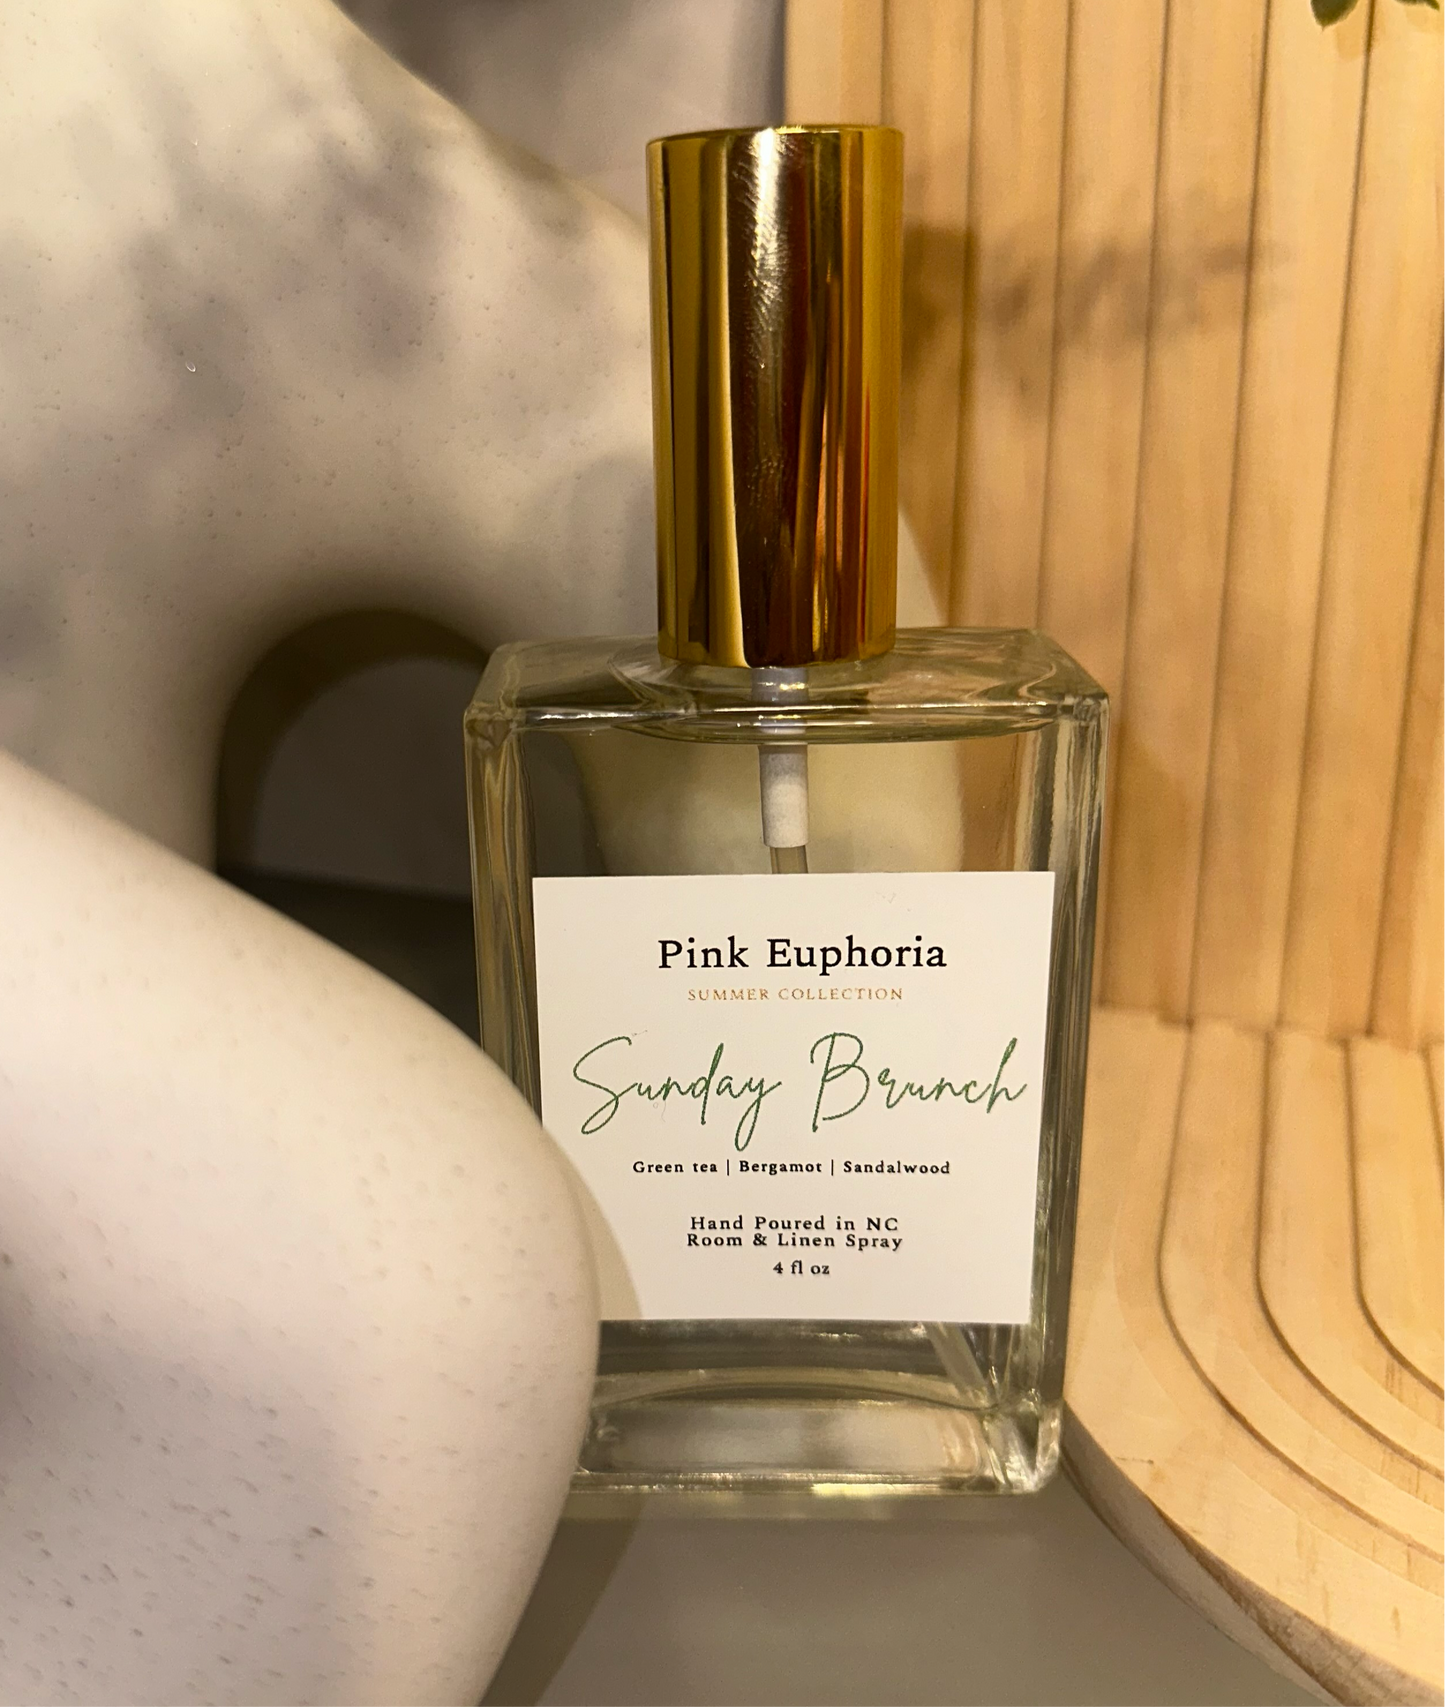 Pink Euphoria
SUMMER COLLECTION
Sunday Brunch
Green tea | Bergamot | Sandalwood
Hand Poured in NC
Room & Linen Spray
4 fl oz